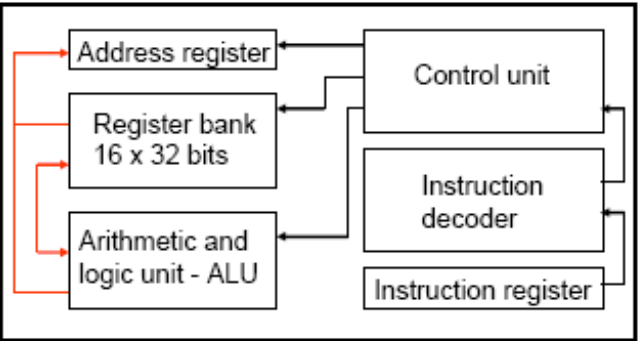 Address register
Register bank
16 x 32 bits
Arithmetic and
logic unit - ALU
Control unit
Instruction
decoder
Instruction register